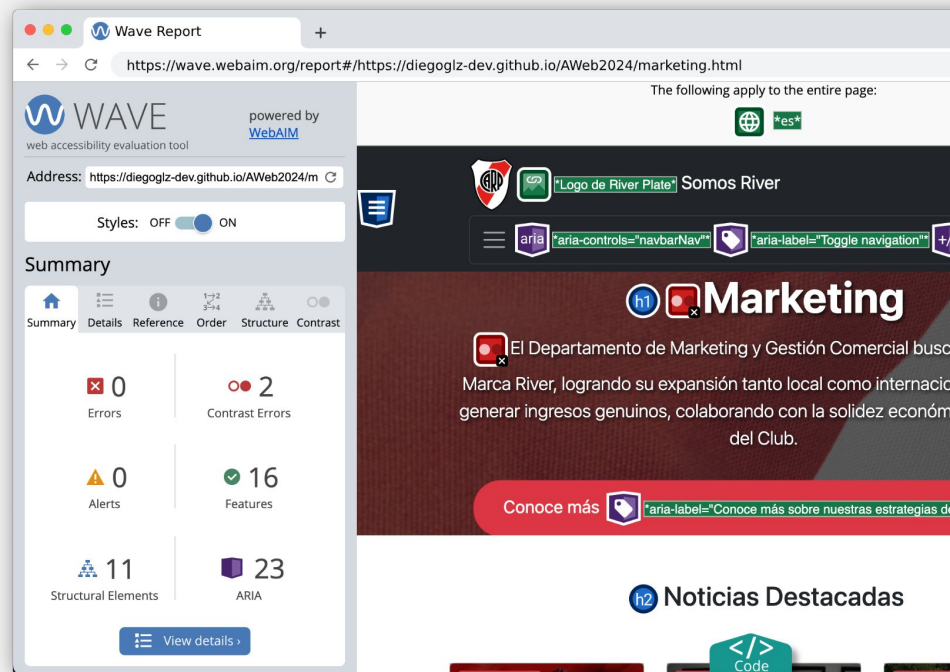 Wave Report
https://wave.webaim.org/report#/https://diegoglz-dev.github.io/AWeb2024/marketing.html
WAVE
web accessibility evaluation tool
powered by
WebAIM
Address: https://diegoglz-dev.github.io/AWeb2024/m
Styles: OFF ON
Summary
Summary Details Reference Order Structure Contrast
0
Errors
2
Contrast Errors
0
Alerts
16
Features
11
Structural Elements
23
ARIA
View details ›
The following apply to the entire page:
*es*
*Logo de River Plate* Somos River
aria *aria-controls="navbarNav"* *aria-label="Toggle navigation"* +/
h1 Marketing
El Departamento de Marketing y Gestión Comercial busc
Marca River, logrando su expansión tanto local como internacio
generar ingresos genuinos, colaborando con la solidez económ
del Club.
Conoce más *aria-label="Conoce más sobre nuestras estrategias de
h2 Noticias Destacadas
</>
Code